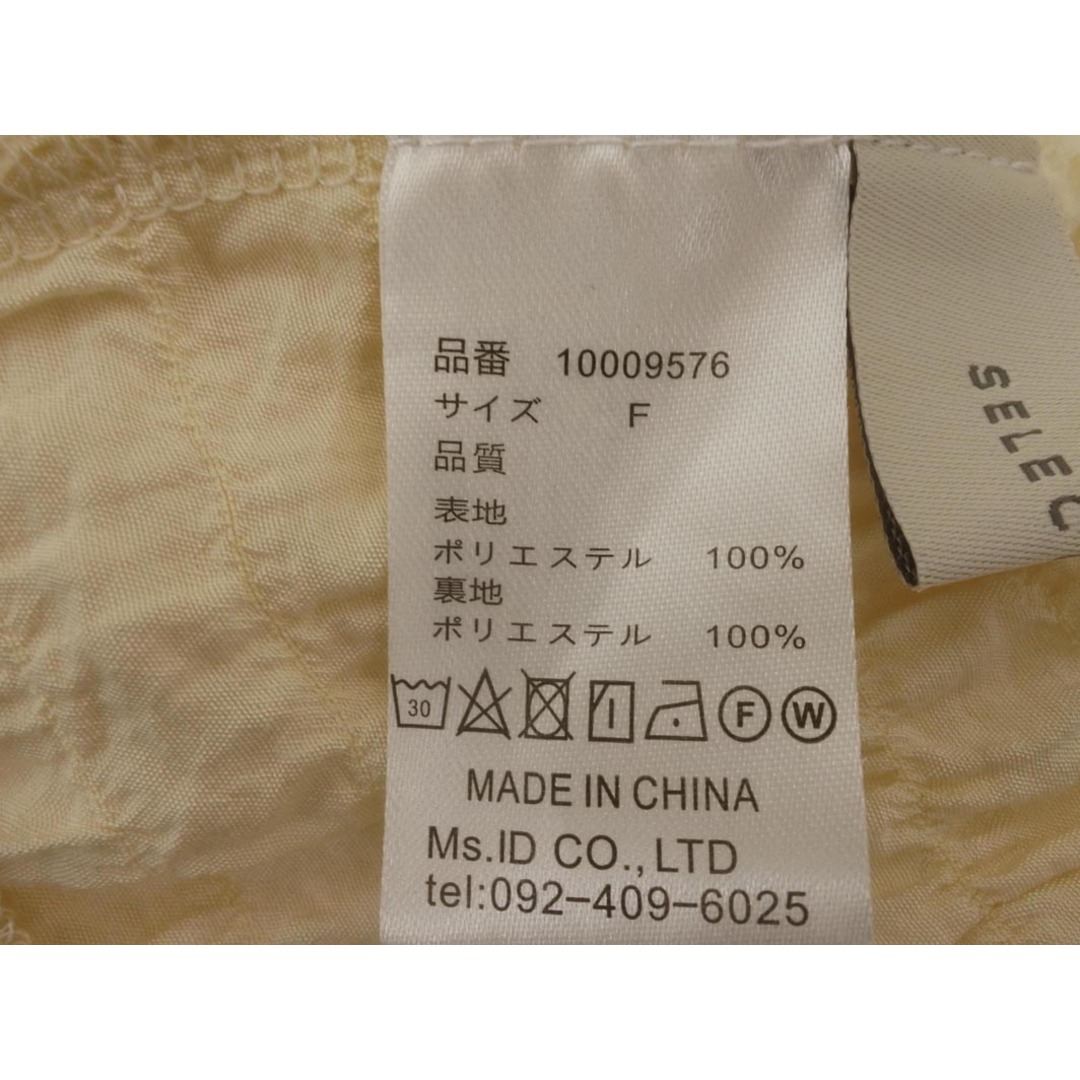 品番 10009576
サイズ F
品質
表地
ポリエステル 100%
裏地
ポリエステル 100%
30 F W
MADE IN CHINA
Ms.ID CO.,LTD
tel:092-409-6025